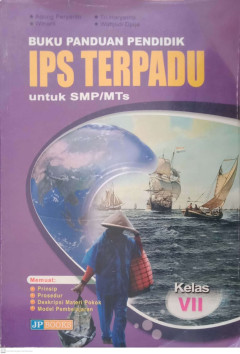 BUKU PANDUAN PENDIDIK
IPS TERPADU
untuk SMP/MTs
Memuat:
Prinsip
Prosedur
Deskripsi Materi Pokok
Model Pembelajaran
Kelas
VII
JP BOOKS